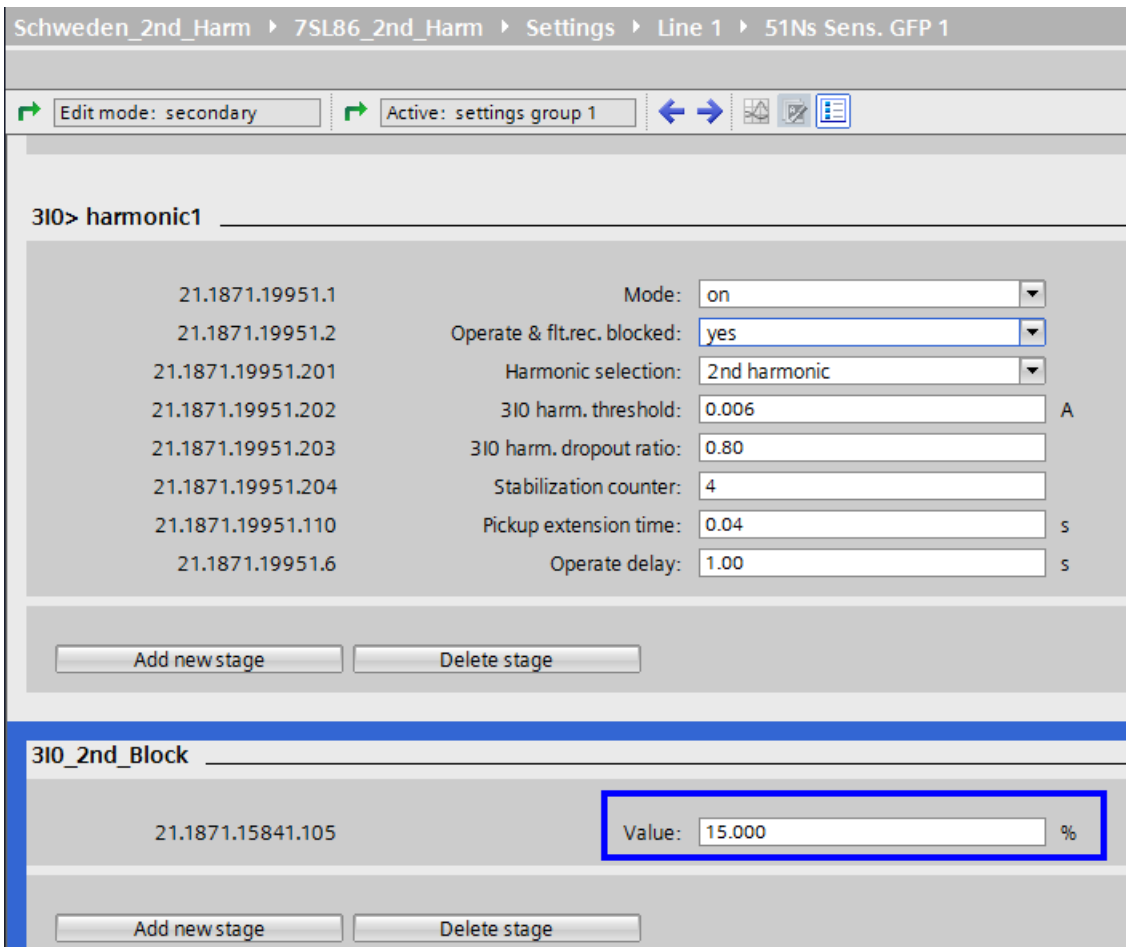 Schweden_2nd_Harm ▸ 7SL86_2nd_Harm ▸ Settings ▸ Line 1 ▸ 51Ns Sens. GFP 1
Edit mode: secondary Active: settings group 1
3I0> harmonic1
21.1871.19951.1 Mode: on
21.1871.19951.2 Operate & flt.rec. blocked: yes
21.1871.19951.201 Harmonic selection: 2nd harmonic
21.1871.19951.202 3I0 harm. threshold: 0.006 A
21.1871.19951.203 3I0 harm. dropout ratio: 0.80
21.1871.19951.204 Stabilization counter: 4
21.1871.19951.110 Pickup extension time: 0.04 s
21.1871.19951.6 Operate delay: 1.00 s
Add new stage Delete stage
3I0_2nd_Block
21.1871.15841.105 Value: 15.000 %
Add new stage Delete stage